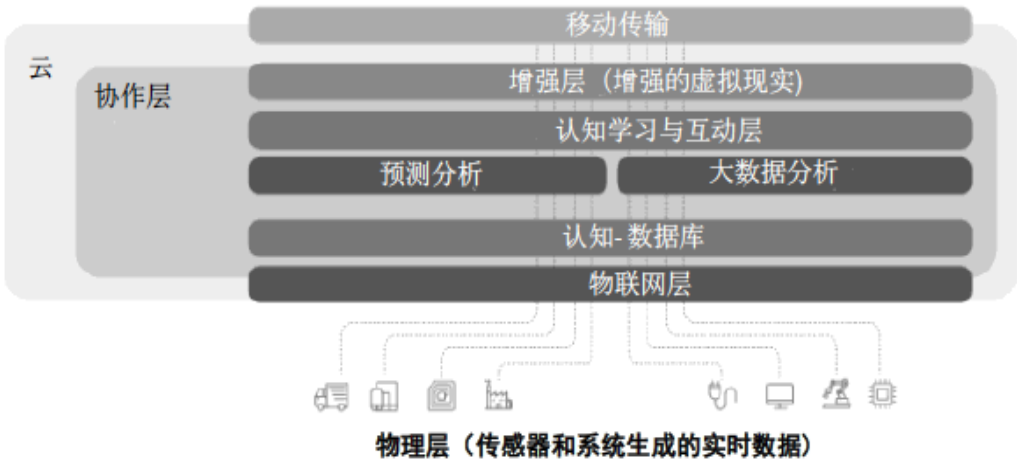 移动传输
云
增强层（增强的虚拟现实)
协作层
认知学习与互动层
预测分析
大数据分析
认知- 数据库
物联网层
物理层（传感器和系统生成的实时数据）